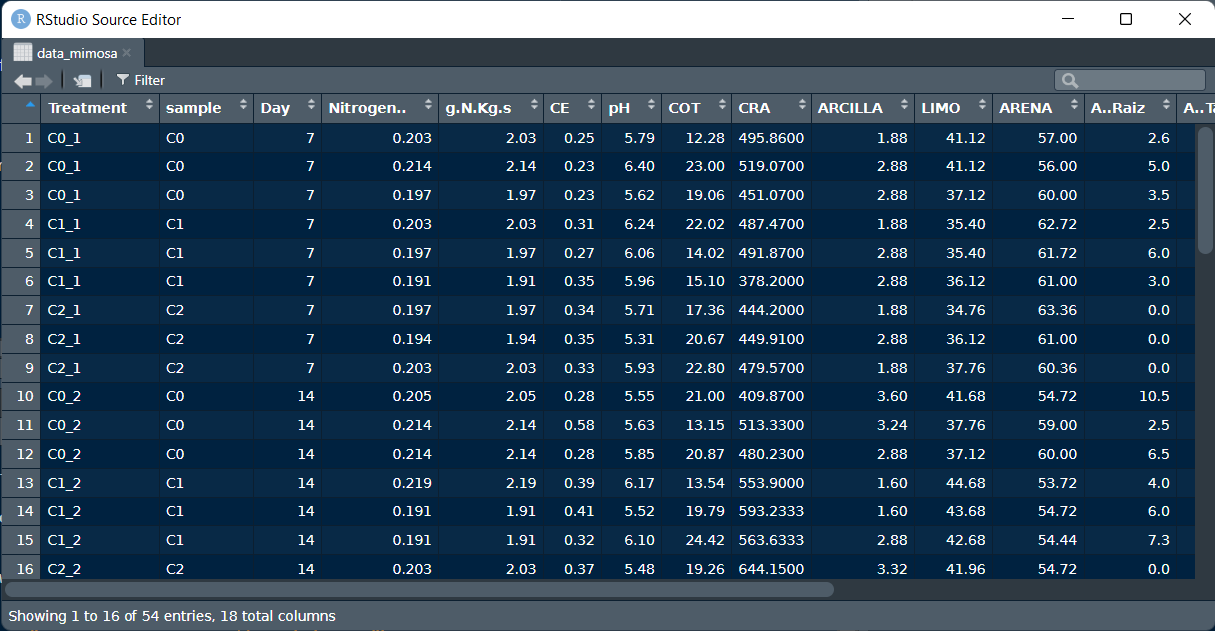 R RStudio Source Editor
data_mimosa
Filter
Treatment sample Day Nitrogen.. g.N.Kg.s CE pH COT CRA ARCILLA LIMO ARENA A..Raiz A..Ta
1 C0_1 C0 7 0.203 2.03 0.25 5.79 12.28 495.8600 1.88 41.12 57.00 2.6
2 C0_1 C0 7 0.214 2.14 0.23 6.40 23.00 519.0700 2.88 41.12 56.00 5.0
3 C0_1 C0 7 0.197 1.97 0.23 5.62 19.06 451.0700 2.88 37.12 60.00 3.5
4 C1_1 C1 7 0.203 2.03 0.31 6.24 22.02 487.4700 1.88 35.40 62.72 2.5
5 C1_1 C1 7 0.197 1.97 0.27 6.06 14.02 491.8700 2.88 35.40 61.72 6.0
6 C1_1 C1 7 0.191 1.91 0.35 5.96 15.10 378.2000 2.88 36.12 61.00 3.0
7 C2_1 C2 7 0.197 1.97 0.34 5.71 17.36 444.2000 1.88 34.76 63.36 0.0
8 C2_1 C2 7 0.194 1.94 0.35 5.31 20.67 449.9100 2.88 36.12 61.00 0.0
9 C2_1 C2 7 0.203 2.03 0.33 5.93 22.80 479.5700 1.88 37.76 60.36 0.0
10 C0_2 C0 14 0.205 2.05 0.28 5.55 21.00 409.8700 3.60 41.68 54.72 10.5
11 C0_2 C0 14 0.214 2.14 0.58 5.63 13.15 513.3300 3.24 37.76 59.00 2.5
12 C0_2 C0 14 0.214 2.14 0.28 5.85 20.87 480.2300 2.88 37.12 60.00 6.5
13 C1_2 C1 14 0.219 2.19 0.39 6.17 13.54 553.9000 1.60 44.68 53.72 4.0
14 C1_2 C1 14 0.191 1.91 0.41 5.52 19.79 593.2333 1.60 43.68 54.72 6.0
15 C1_2 C1 14 0.191 1.91 0.32 6.10 24.42 563.6333 2.88 42.68 54.44 7.3
16 C2_2 C2 14 0.203 2.03 0.37 5.48 19.26 644.1500 3.32 41.96 54.72 0.0
Showing 1 to 16 of 54 entries, 18 total columns